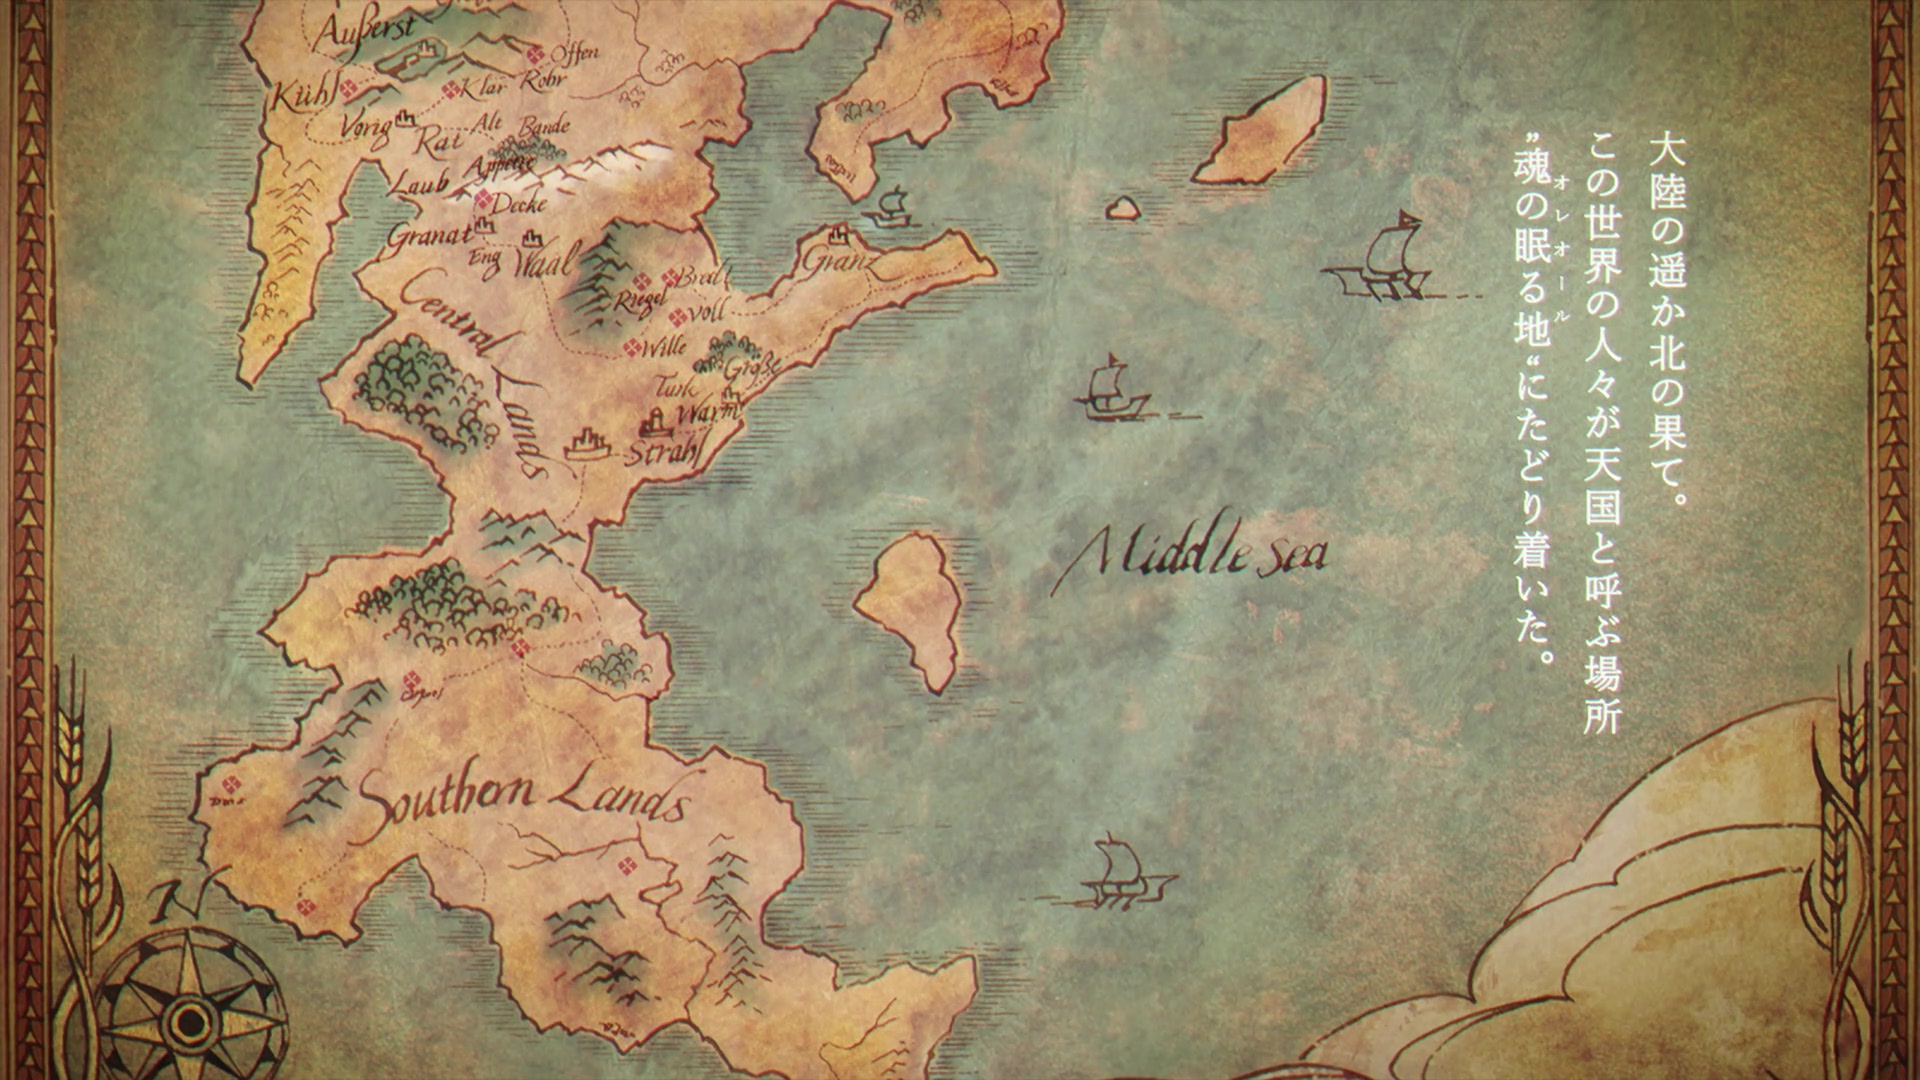 大陸の遥か北の果て。
この世界の人々が天国と呼ぶ場所
”魂の眠る地“にたどり着いた。
オレオール
Außerst
Offen
Kühl
Klar
Rohr
Vorig
Rat
Alt
Bande
Appetit
Laub
Decke
Granat
Eng
Waal
Granz
Riegel
Voll
Central Lands
Wille
Größe
Turk
Warm
Strahl
Middle Sea
Southern Lands